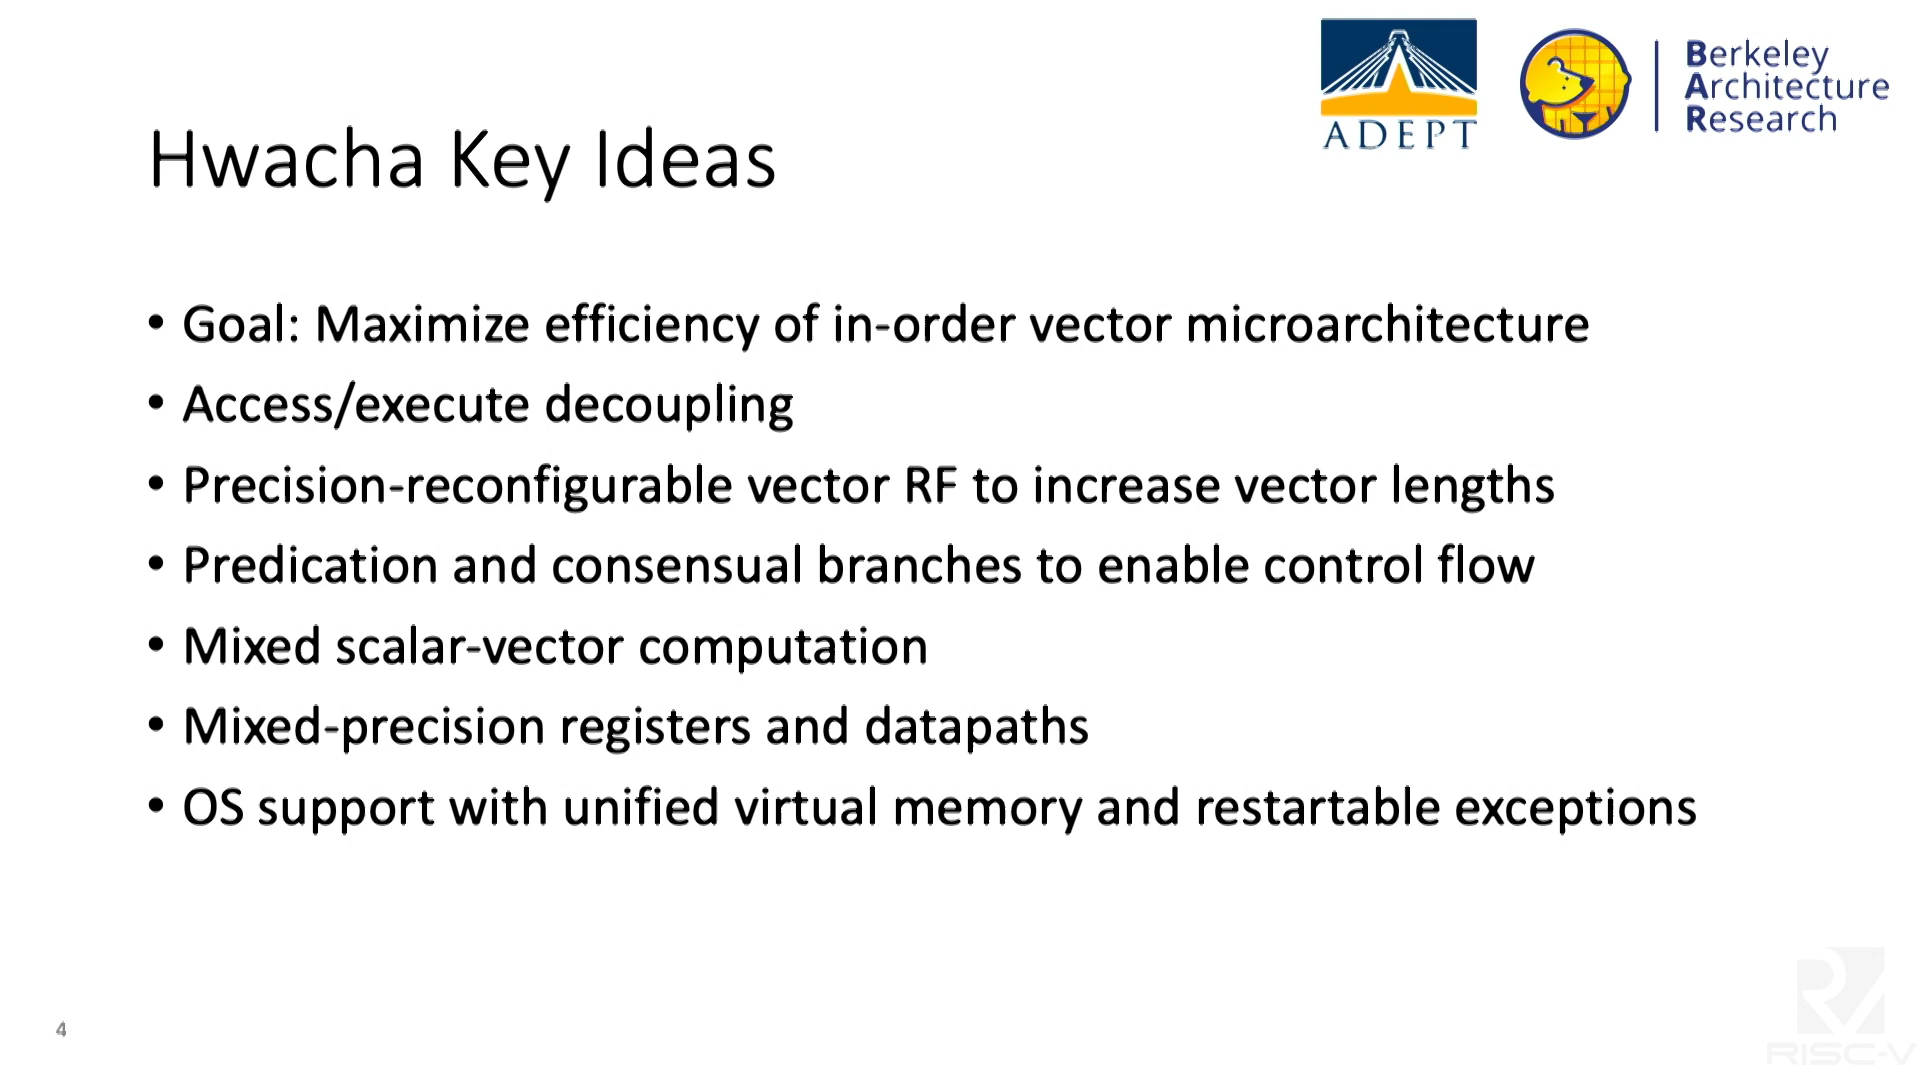 ADEPT
Berkeley
Architecture
Research
Hwacha Key Ideas
• Goal: Maximize efficiency of in-order vector microarchitecture
• Access/execute decoupling
• Precision-reconfigurable vector RF to increase vector lengths
• Predication and consensual branches to enable control flow
• Mixed scalar-vector computation
• Mixed-precision registers and datapaths
• OS support with unified virtual memory and restartable exceptions
4
RISC-V